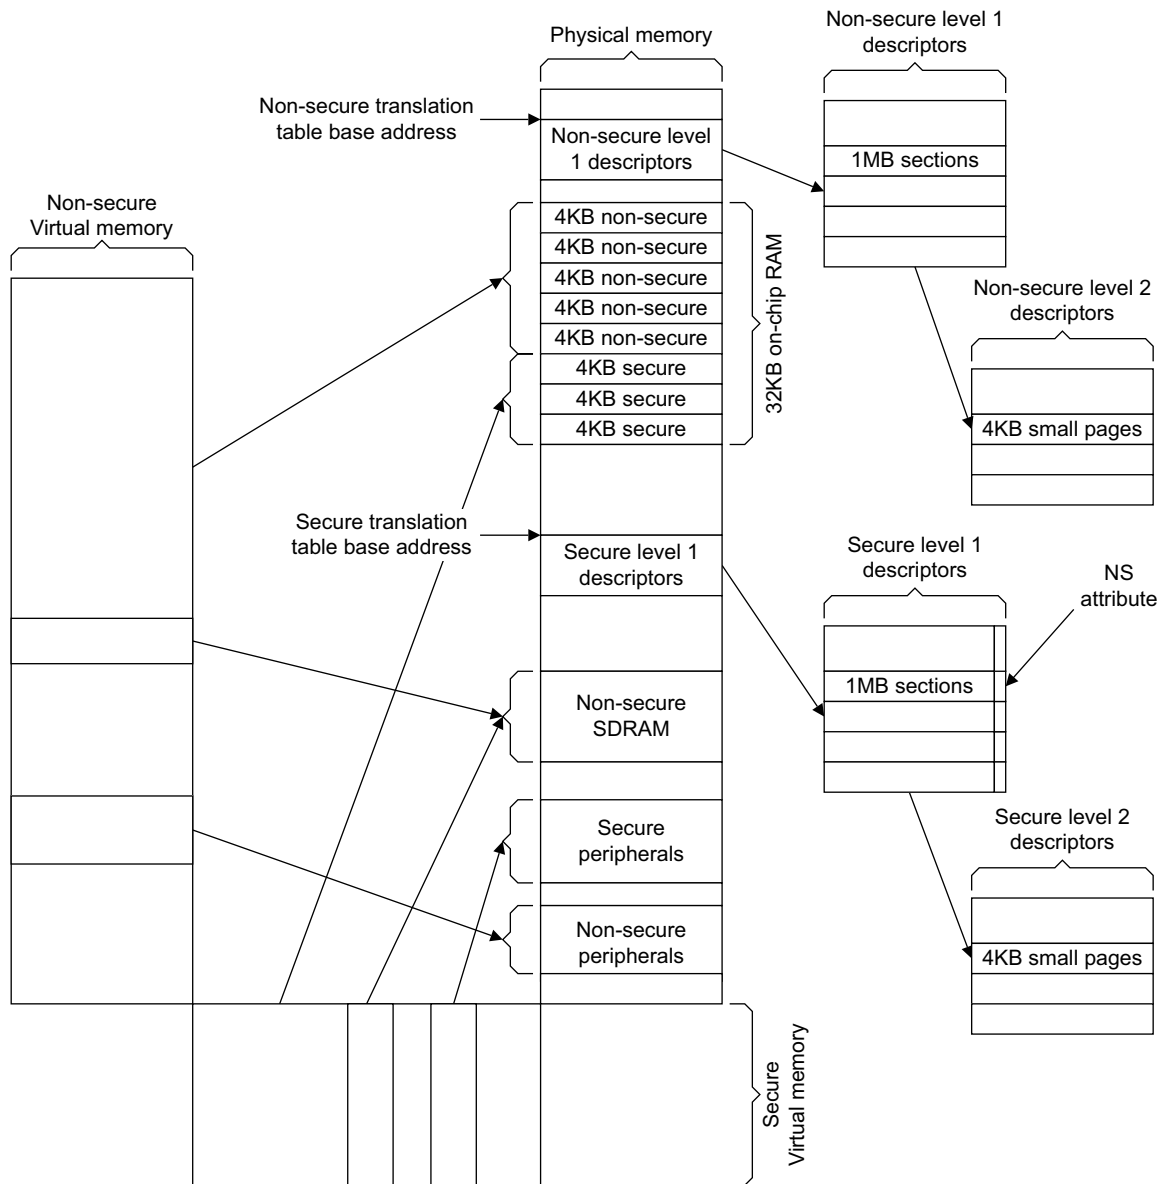 Physical memory
Non-secure level 1
descriptors
Non-secure translation
table base address
Non-secure level
1 descriptors
1MB sections
Non-secure
Virtual memory
4KB non-secure
4KB non-secure
4KB non-secure
4KB non-secure
4KB non-secure
4KB secure
4KB secure
4KB secure
32KB on-chip RAM
Non-secure level 2
descriptors
4KB small pages
Secure translation
table base address
Secure level 1
descriptors
Secure level 1
descriptors
NS
attribute
1MB sections
Non-secure
SDRAM
Secure
peripherals
Secure level 2
descriptors
Non-secure
peripherals
4KB small pages
Secure
Virtual memory